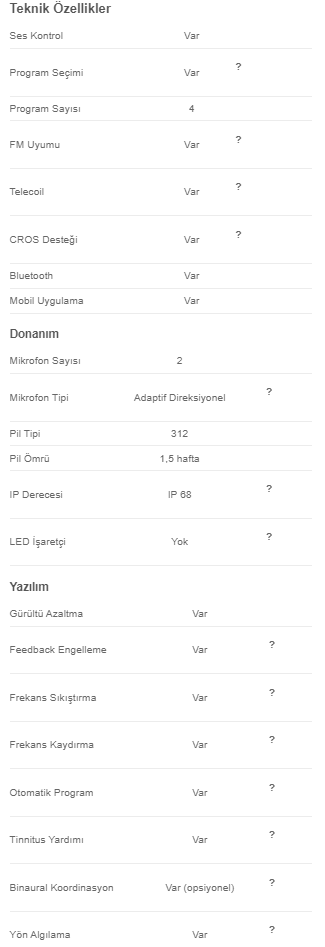 Teknik Özellikler
Ses Kontrol Var
Program Seçimi Var ?
Program Sayısı 4
FM Uyumu Var ?
Telecoil Var ?
CROS Desteği Var ?
Bluetooth Var
Mobil Uygulama Var
Donanım
Mikrofon Sayısı 2
Mikrofon Tipi Adaptif Direksiyonel ?
Pil Tipi 312
Pil Ömrü 1,5 hafta
IP Derecesi IP 68 ?
LED İşaretçi Yok ?
Yazılım
Gürültü Azaltma Var
Feedback Engelleme Var ?
Frekans Sıkıştırma Var ?
Frekans Kaydırma Var ?
Otomatik Program Var ?
Tinnitus Yardımı Var ?
Binaural Koordinasyon Var (opsiyonel) ?
Yön Algılama Var ?